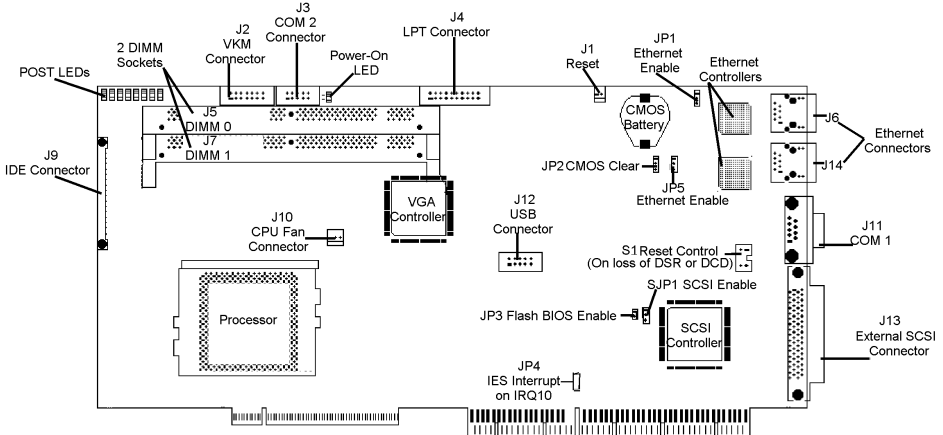 J3
COM 2
Connector
J4
LPT Connector
J2
VKM
Connector
2 DIMM
Sockets
Power-On
LED
POST LEDs
J1
Reset
JP1
Ethernet
Enable
Ethernet
Controllers
J5
DIMM 0
J7
DIMM 1
CMOS
Battery
J6
Ethernet
Connectors
J14
J9
IDE Connector
JP2 CMOS Clear
JP5
Ethernet Enable
VGA
Controller
J12
USB
Connector
J10
CPU Fan
Connector
J11
COM 1
S1 Reset Control
(On loss of DSR or DCD)
SJP1 SCSI Enable
JP3 Flash BIOS Enable
SCSI
Controller
Processor
J13
External SCSI
Connector
JP4
IES Interrupt
on IRQ10